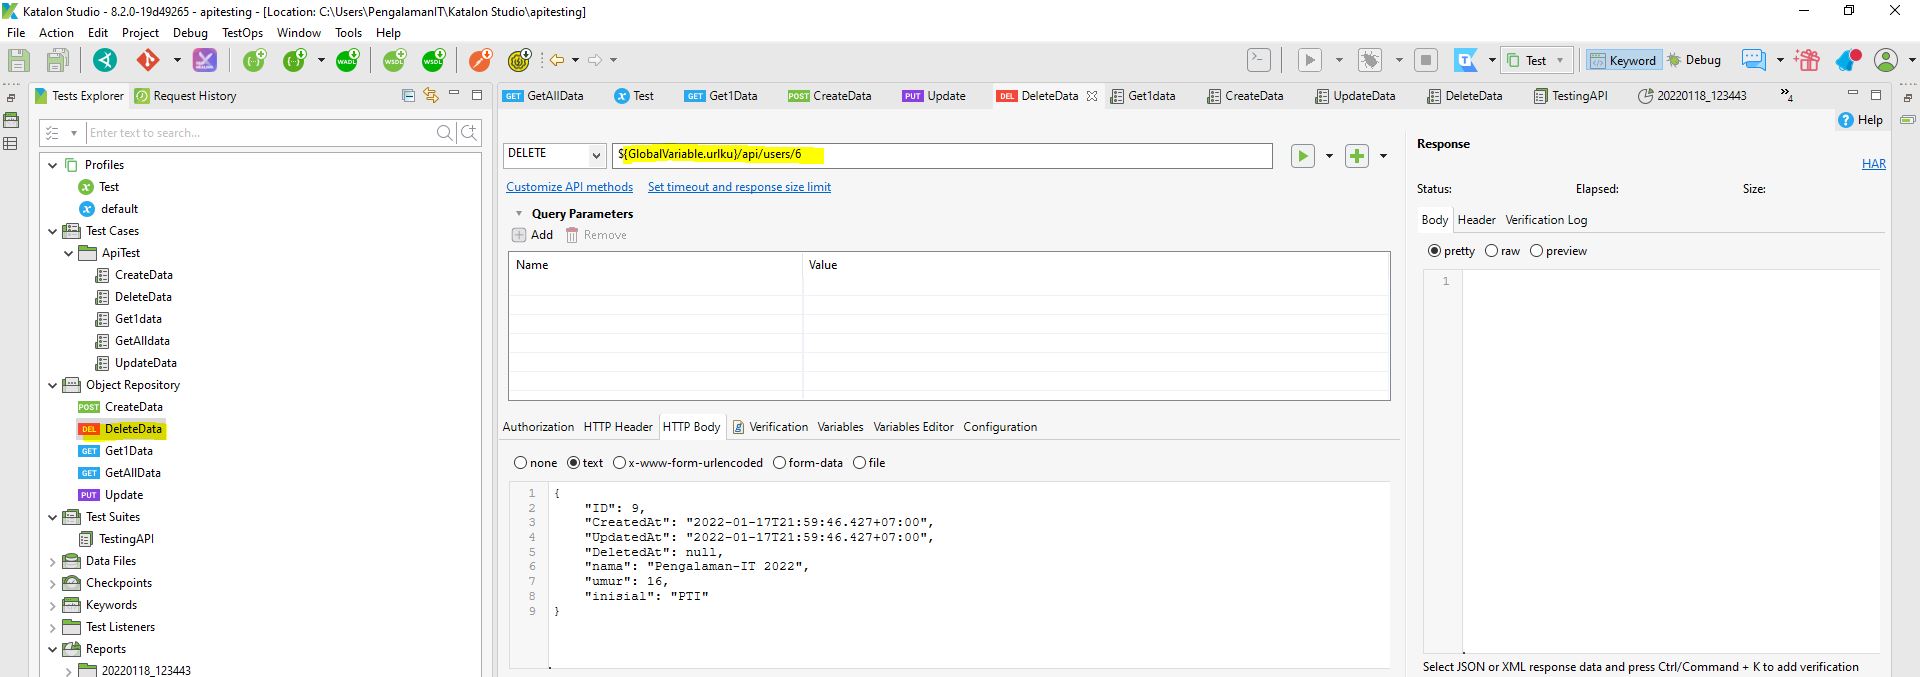 Katalon Studio - 8.2.0-19d49265 - apitesting - [Location: C:\Users\PengalamanIT\Katalon Studio\apitesting]
File Action Edit Project Debug TestOps Window Tools Help
WADL WSDL WSDL Test Keyword Debug
Tests Explorer Request History
GET GetAllData Test GET Get1Data POST CreateData PUT Update DEL DeleteData Get1data CreateData UpdateData DeleteData TestingAPI 20220118_123443 »4
Help
Enter text to search...
DELETE ${GlobalVariable.urlku}/api/users/6
Customize API methods Set timeout and response size limit
Query Parameters
Add Remove
Name Value
Profiles
Test
default
Test Cases
ApiTest
CreateData
DeleteData
Get1data
GetAlldata
UpdateData
Object Repository
POST CreateData
DEL DeleteData
GET Get1Data
GET GetAllData
PUT Update
Test Suites
TestingAPI
Data Files
Checkpoints
Keywords
Test Listeners
Reports
20220118_123443
Authorization HTTP Header HTTP Body Verification Variables Variables Editor Configuration
none text x-www-form-urlencoded form-data file
1 {
2 "ID": 9,
3 "CreatedAt": "2022-01-17T21:59:46.427+07:00",
4 "UpdatedAt": "2022-01-17T21:59:46.427+07:00",
5 "DeletedAt": null,
6 "nama": "Pengalaman-IT 2022",
7 "umur": 16,
8 "inisial": "PTI"
9 }
Response
HAR
Status: Elapsed: Size:
Body Header Verification Log
pretty raw preview
1
Select JSON or XML response data and press Ctrl/Command + K to add verification